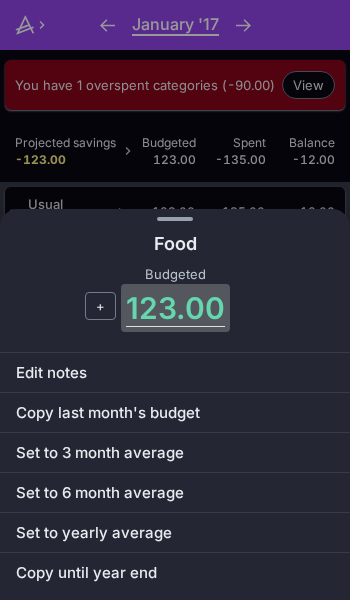 January '17
You have 1 overspent categories (-90.00) View
Projected savings Budgeted Spent Balance
-123.00 123.00 -135.00 -12.00
Usual
Food
Budgeted
+ 123.00
Edit notes
Copy last month's budget
Set to 3 month average
Set to 6 month average
Set to yearly average
Copy until year end